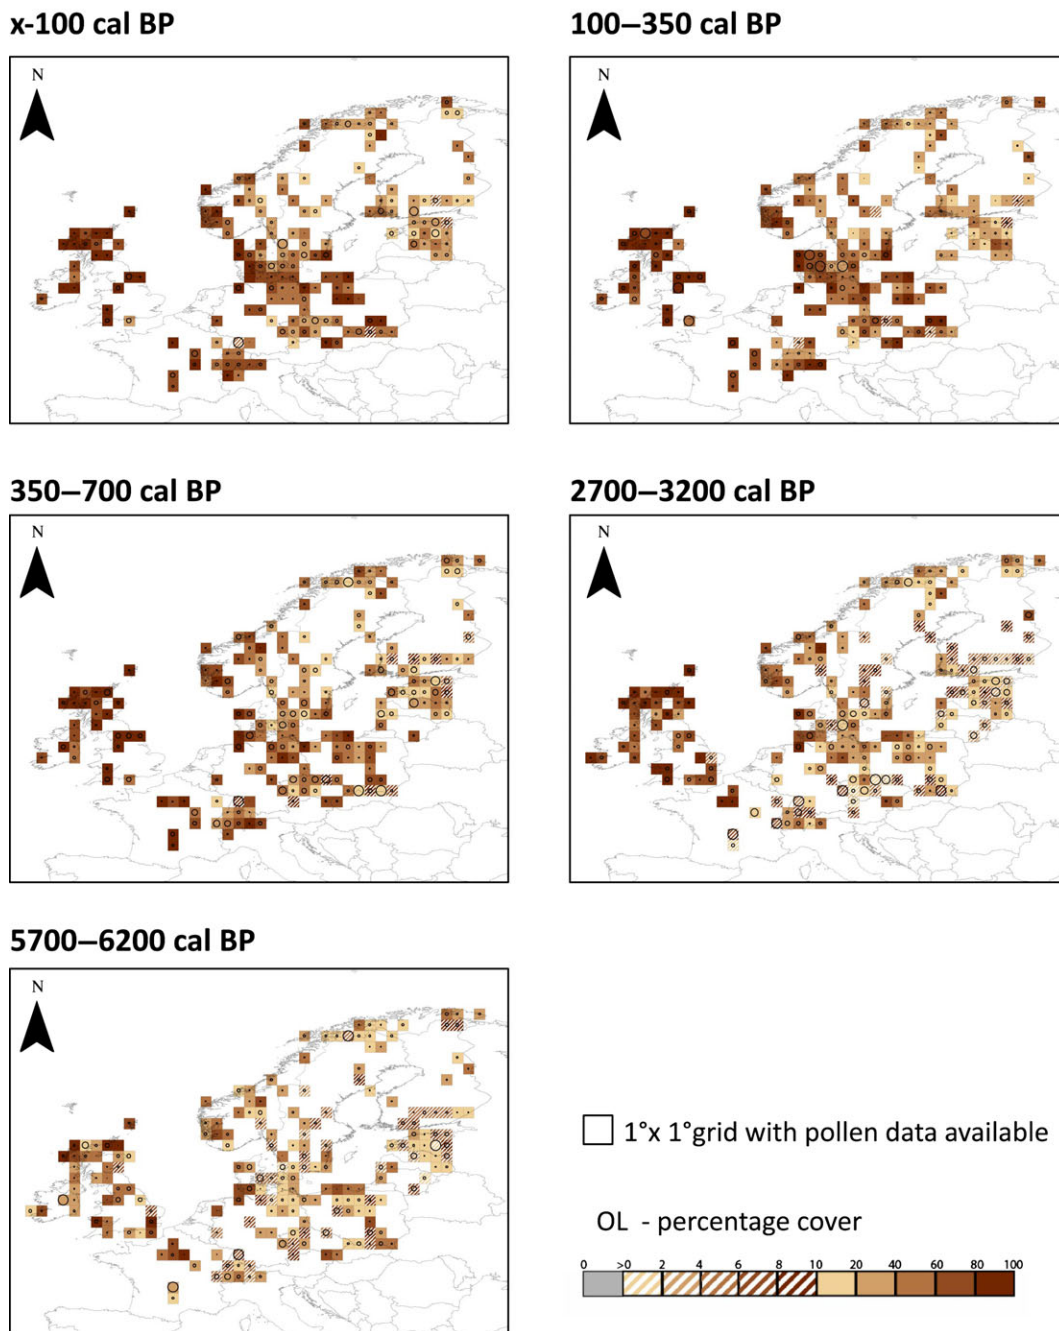 x-100 cal BP
100–350 cal BP
N
N
350–700 cal BP
2700–3200 cal BP
N
N
5700–6200 cal BP
N
1°x 1°grid with pollen data available
OL - percentage cover
0 >0 2 4 6 8 10 20 40 60 80 100